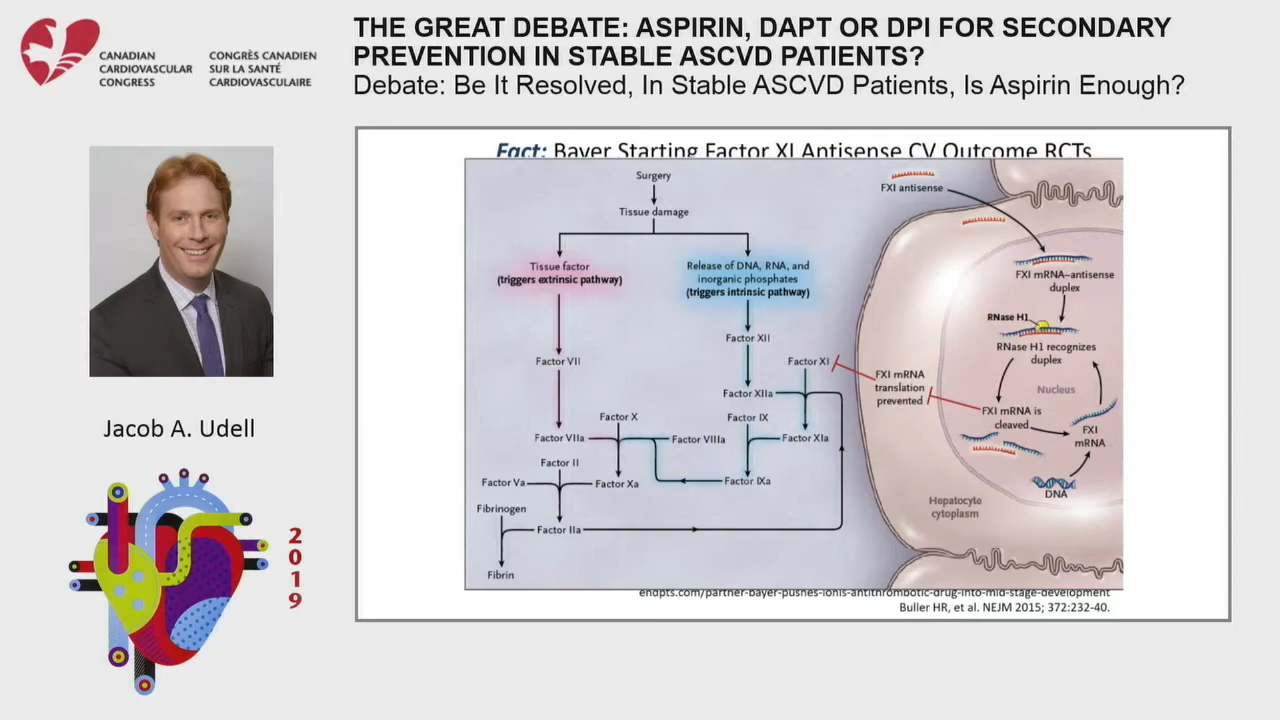 THE GREAT DEBATE: ASPIRIN, DAPT OR DPI FOR SECONDARY
PREVENTION IN STABLE ASCVD PATIENTS?
Debate: Be It Resolved, In Stable ASCVD Patients, Is Aspirin Enough?
CANADIAN
CARDIOVASCULAR
CONGRESS
CONGRÈS CANADIEN
SUR LA SANTÉ
CARDIOVASCULAIRE
Jacob A. Udell
2019
Fact: Bayer Starting Factor XI Antisense CV Outcome RCTs
Surgery
Tissue damage
Tissue factor
(triggers extrinsic pathway)
Release of DNA, RNA, and
inorganic phosphates
(triggers intrinsic pathway)
Factor XII
Factor VII
Factor XI
Factor XIIa
Factor X
Factor IX
Factor VIIa
Factor VIIIa
Factor XIa
Factor II
Factor Va
Factor Xa
Factor IXa
Fibrinogen
Factor IIa
Fibrin
FXI antisense
FXI mRNA–antisense
duplex
RNase H1
RNase H1 recognizes
duplex
Nucleus
FXI mRNA
translation
prevented
FXI mRNA is
cleaved
FXI
mRNA
DNA
Hepatocyte
cytoplasm
endpts.com/partner-bayer-pushes-ionis-antithrombotic-drug-into-mid-stage-development
Buller HR, et al. NEJM 2015; 372:232-40.